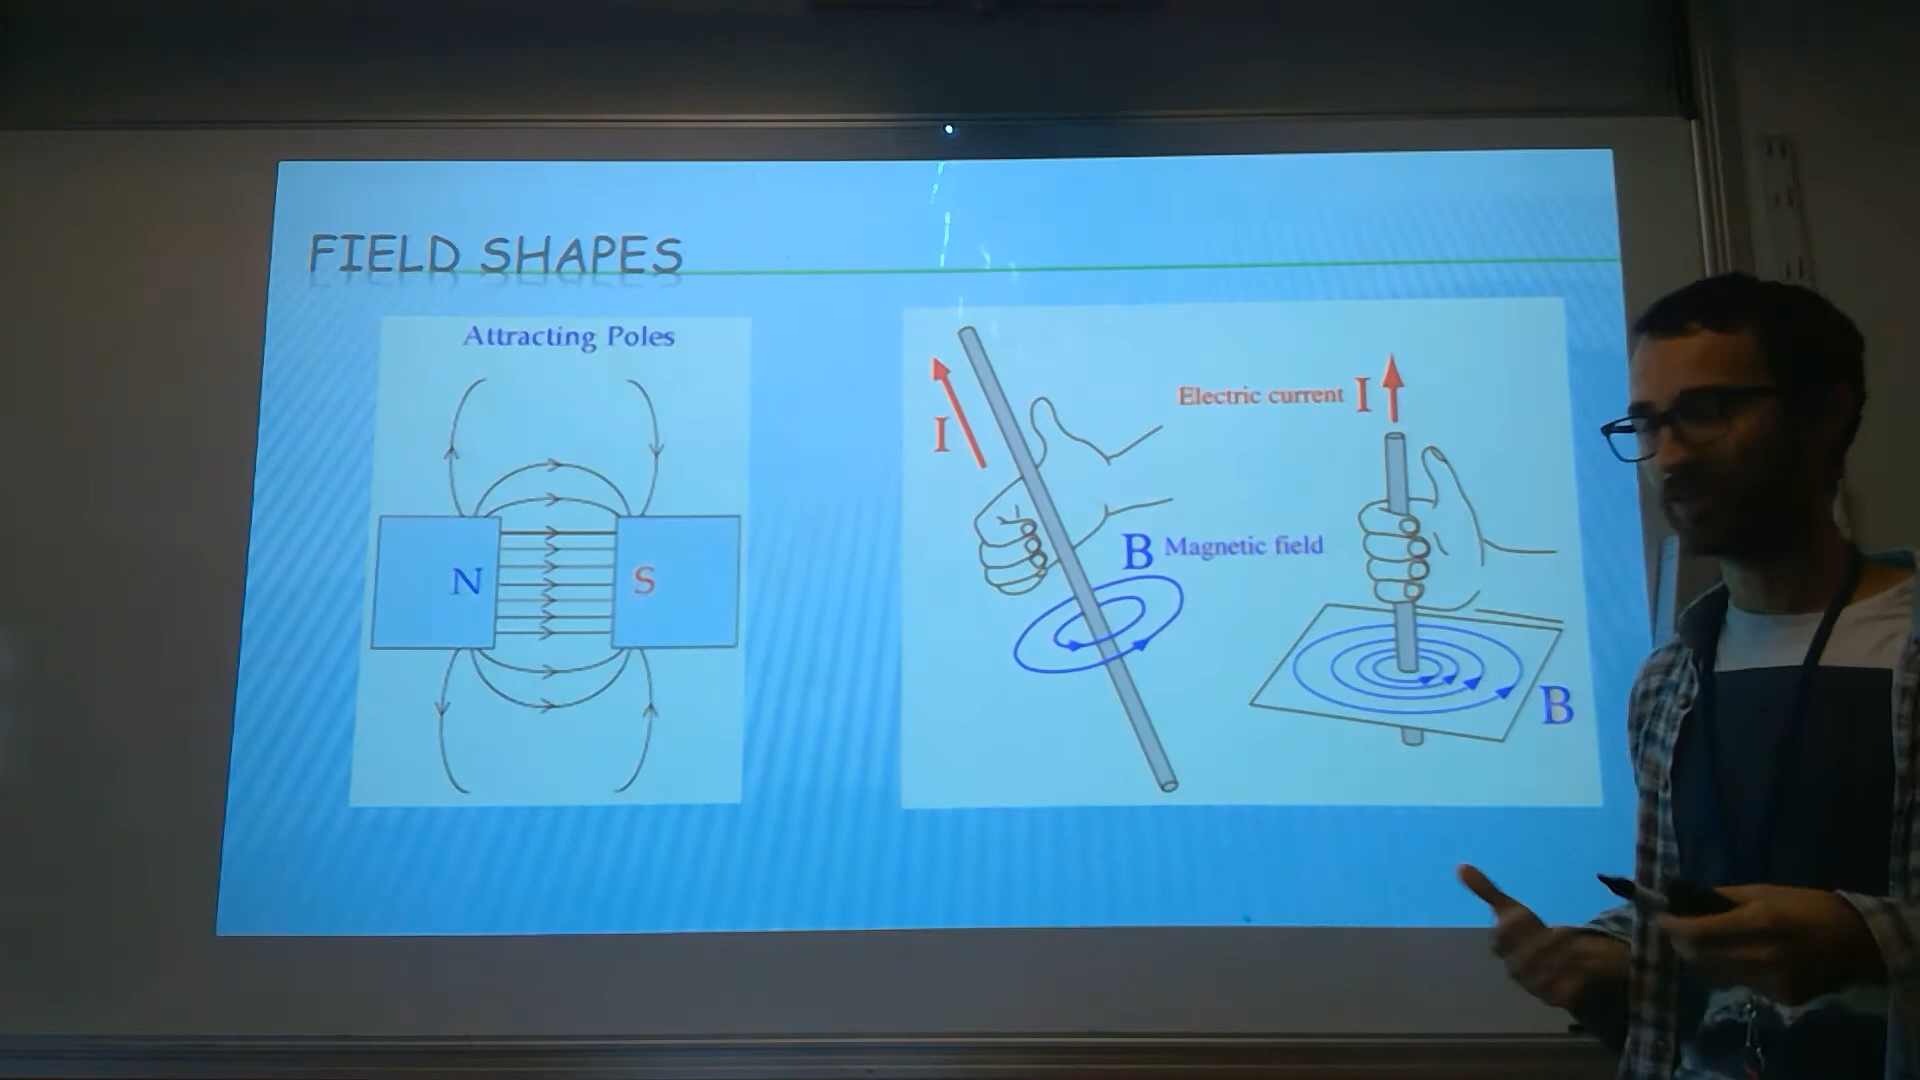 FIELD SHAPES
Attracting Poles
N
S
I
Electric current I
B Magnetic field
B